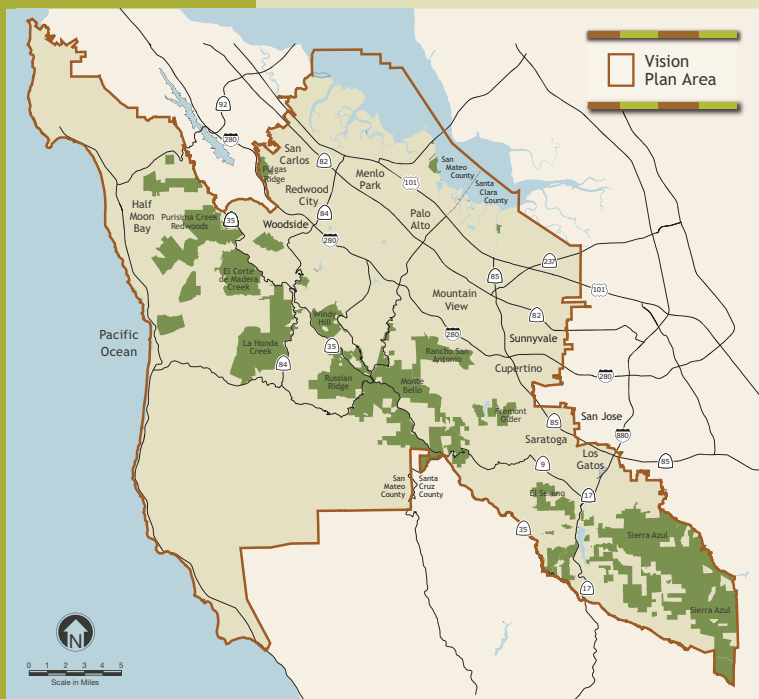 Vision
Plan Area
92
280
San
Carlos
82
Pulgas
Ridge
Menlo
Park
101
San
Mateo
County
Santa
Clara
County
Redwood
City
84
Half
Moon
Bay
Purisima Creek
Redwoods
35
Woodside
280
Palo
Alto
237
85
101
El Corte
de Madera
Creek
Mountain
View
Windy
Hill
82
Pacific
Ocean
La Honda
Creek
35
280
Sunnyvale
Rancho San
Antonio
84
Russian
Ridge
Monte
Bello
Cupertino
280
Fremont
Older
San Jose
85
880
Saratoga
Los
Gatos
85
9
San
Mateo
County
Santa
Cruz
County
El Sereno
17
35
Sierra Azul
17
Sierra Azul
N
0 1 2 3 4 5
Scale in Miles